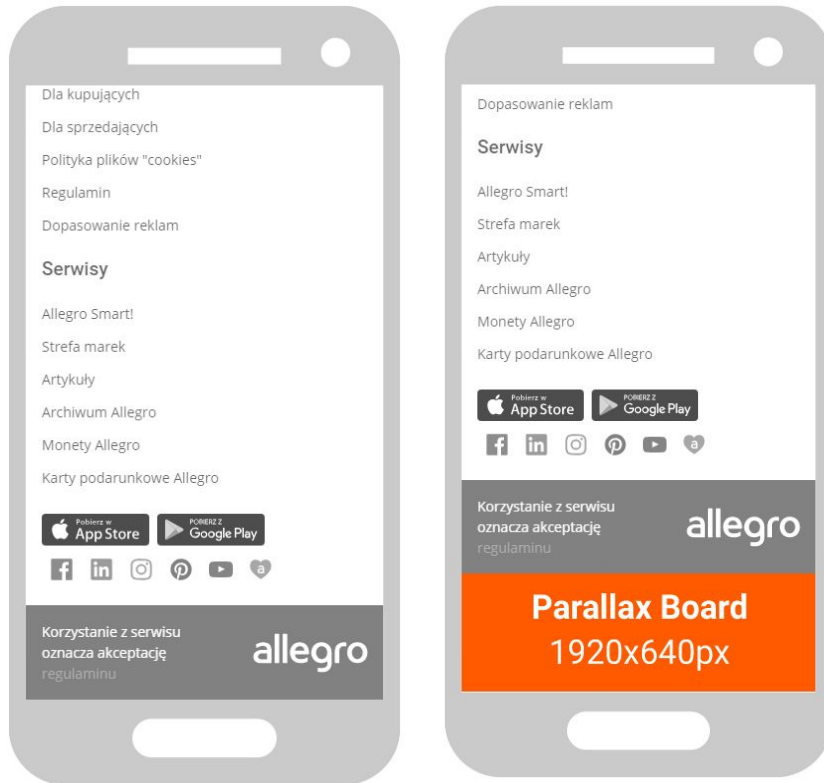 Dla kupujących
Dla sprzedających
Polityka plików "cookies"
Regulamin
Dopasowanie reklam
Serwisy
Allegro Smart!
Strefa marek
Artykuły
Archiwum Allegro
Monety Allegro
Karty podarunkowe Allegro
Pobierz w
App Store
POBIERZ Z
Google Play
Korzystanie z serwisu
oznacza akceptację
regulaminu
allegro
Dopasowanie reklam
Serwisy
Allegro Smart!
Strefa marek
Artykuły
Archiwum Allegro
Monety Allegro
Karty podarunkowe Allegro
Pobierz w
App Store
POBIERZ Z
Google Play
Korzystanie z serwisu
oznacza akceptację
regulaminu
allegro
Parallax Board
1920x640px